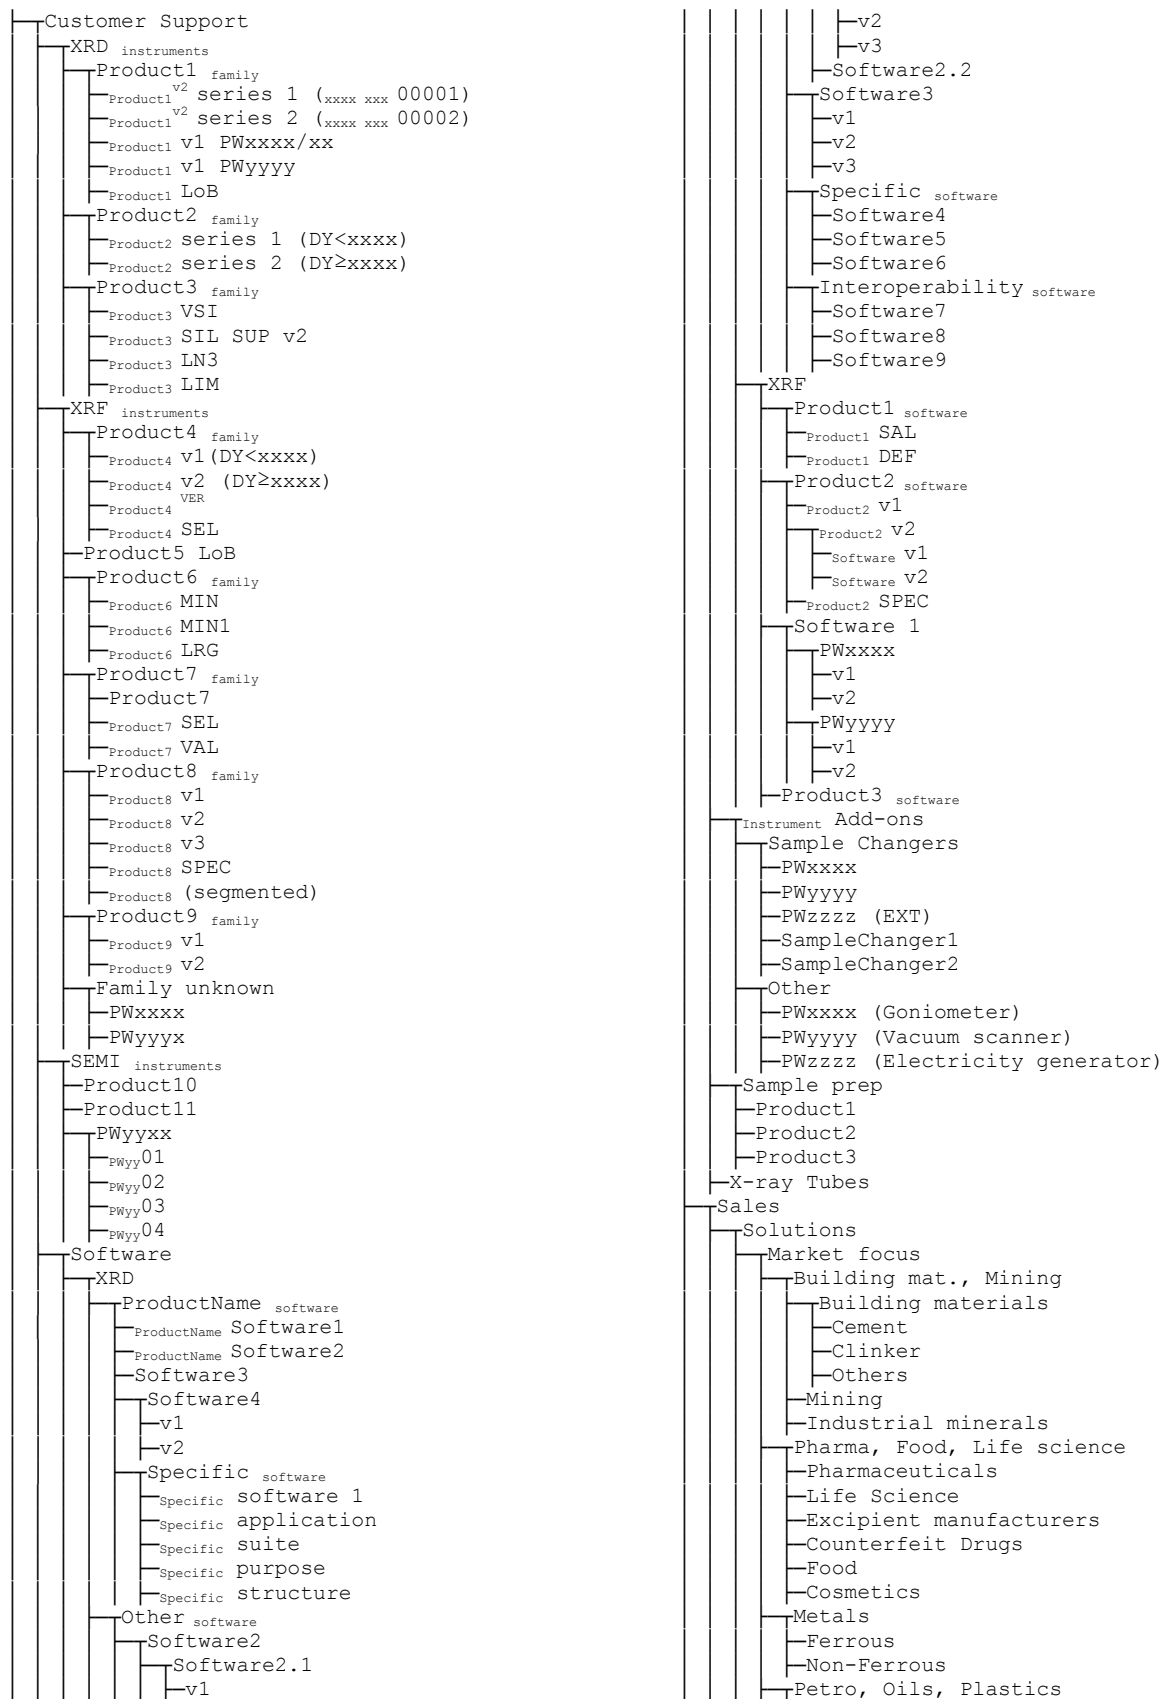 Customer Support
XRD instruments
Product1 family
Product1 v2 series 1 (xxxx xxx 00001)
Product1 v2 series 2 (xxxx xxx 00002)
Product1 v1 PWxxxx/xx
Product1 v1 PWyyyy
Product1 LoB
Product2 family
Product2 series 1 (DY<xxxx)
Product2 series 2 (DY≥xxxx)
Product3 family
Product3 VSI
Product3 SIL SUP v2
Product3 LN3
Product3 LIM
XRF instruments
Product4 family
Product4 v1(DY<xxxx)
Product4 v2 (DY≥xxxx)
Product4 VER
Product4 SEL
Product5 LoB
Product6 family
Product6 MIN
Product6 MIN1
Product6 LRG
Product7 family
Product7
Product7 SEL
Product7 VAL
Product8 family
Product8 v1
Product8 v2
Product8 v3
Product8 SPEC
Product8 (segmented)
Product9 family
Product9 v1
Product9 v2
Family unknown
PWxxxx
PWyyyx
SEMI instruments
Product10
Product11
PWyyxx
PWyy01
PWyy02
PWyy03
PWyy04
Software
XRD
ProductName software
ProductName Software1
ProductName Software2
Software3
Software4
v1
v2
Specific software
Specific software 1
Specific application
Specific suite
Specific purpose
Specific structure
Other software
Software2
Software2.1
v1
v2
v3
Software2.2
Software3
v1
v2
v3
Specific software
Software4
Software5
Software6
Interoperability software
Software7
Software8
Software9
XRF
Product1 software
Product1 SAL
Product1 DEF
Product2 software
Product2 v1
Product2 v2
Software v1
Software v2
Product2 SPEC
Software 1
PWxxxx
v1
v2
PWyyyy
v1
v2
Product3 software
Instrument Add-ons
Sample Changers
PWxxxx
PWyyyy
PWzzzz (EXT)
SampleChanger1
SampleChanger2
Other
PWxxxx (Goniometer)
PWyyyy (Vacuum scanner)
PWzzzz (Electricity generator)
Sample prep
Product1
Product2
Product3
X-ray Tubes
Sales
Solutions
Market focus
Building mat., Mining
Building materials
Cement
Clinker
Others
Mining
Industrial minerals
Pharma, Food, Life science
Pharmaceuticals
Life Science
Excipient manufacturers
Counterfeit Drugs
Food
Cosmetics
Metals
Ferrous
Non-Ferrous
Petro, Oils, Plastics